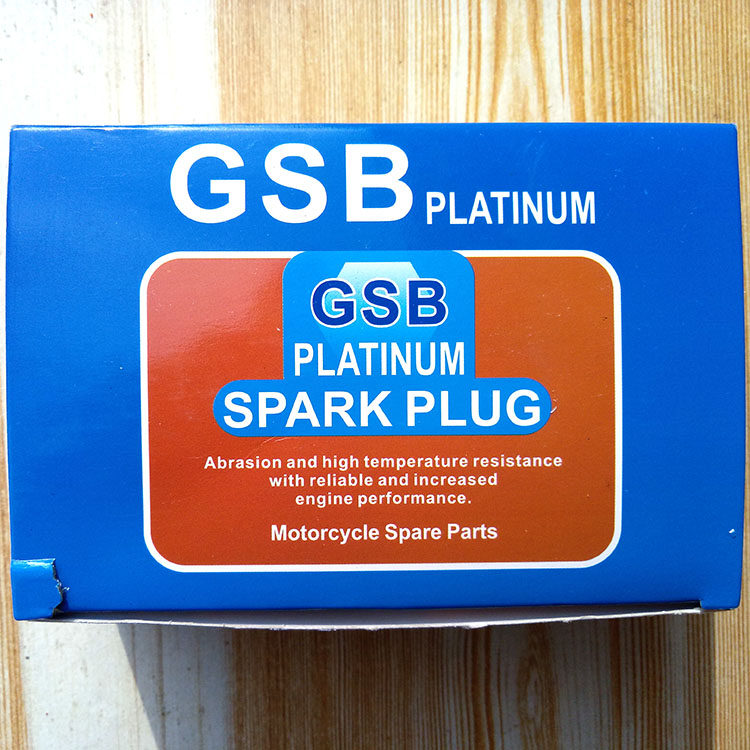 GSB PLATINUM
GSB
PLATINUM
SPARK PLUG
Abrasion and high temperature resistance
with reliable and increased
engine performance.
Motorcycle Spare Parts